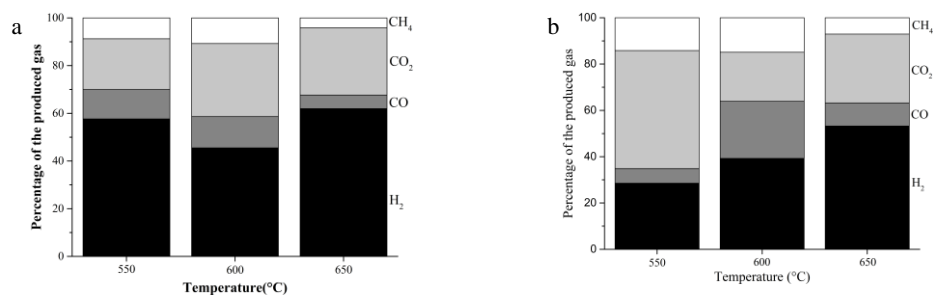 a
Percentage of the produced gas
100
80
60
40
20
0
CH4
CO2
CO
H2
550 600 650
Temperature(°C)
b
Percentage of the produced gas
100
80
60
40
20
0
CH4
CO2
CO
H2
550 600 650
Temperature (°C)